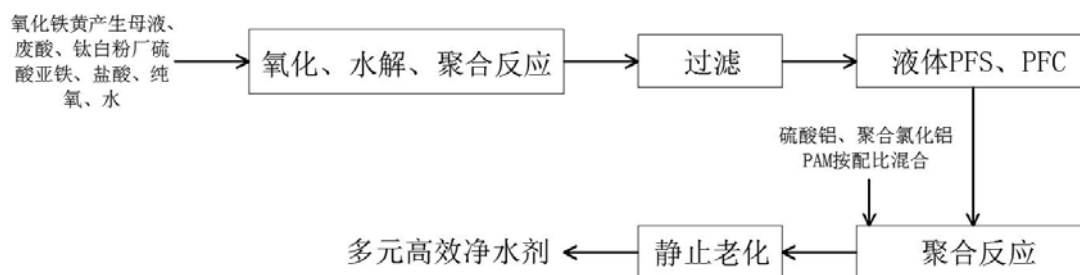 氧化铁黄产生母液、
废酸、钛白粉厂硫
酸亚铁、盐酸、纯
氧、水
氧化、水解、聚合反应
过滤
液体PFS、PFC
硫酸铝、聚合氯化铝
PAM按配比混合
聚合反应
静止老化
多元高效净水剂